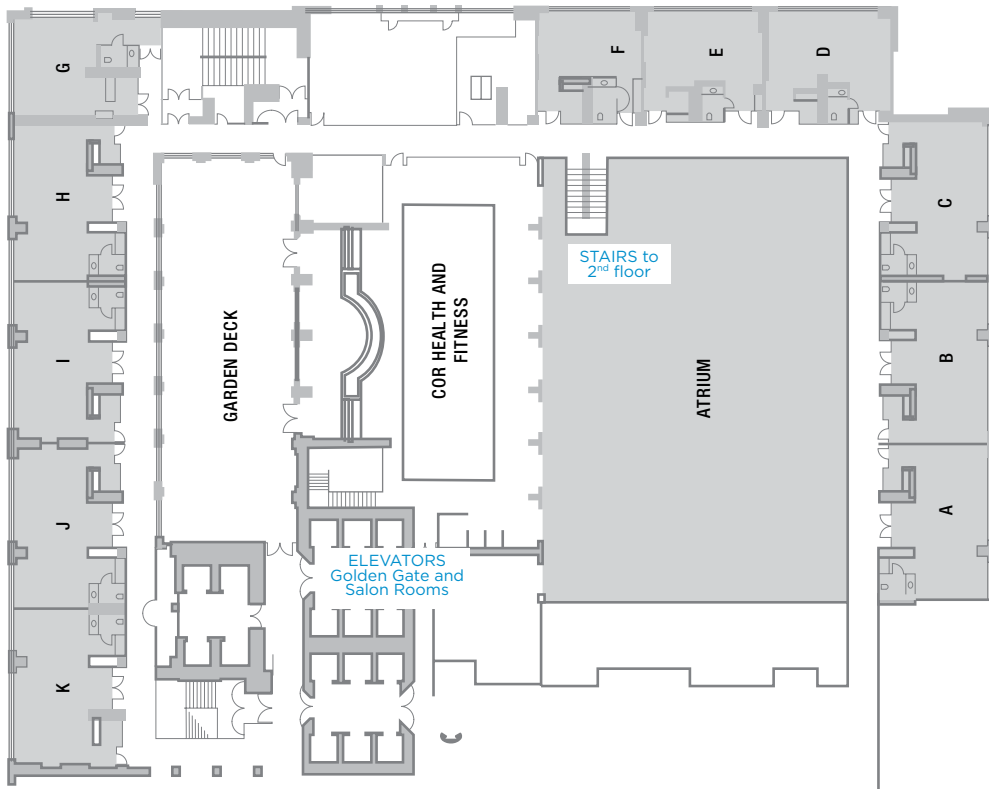 G
F
E
D
H
C
STAIRS to
2nd floor
GARDEN DECK
COR HEALTH AND
FITNESS
ATRIUM
I
B
J
A
ELEVATORS
Golden Gate and
Salon Rooms
K